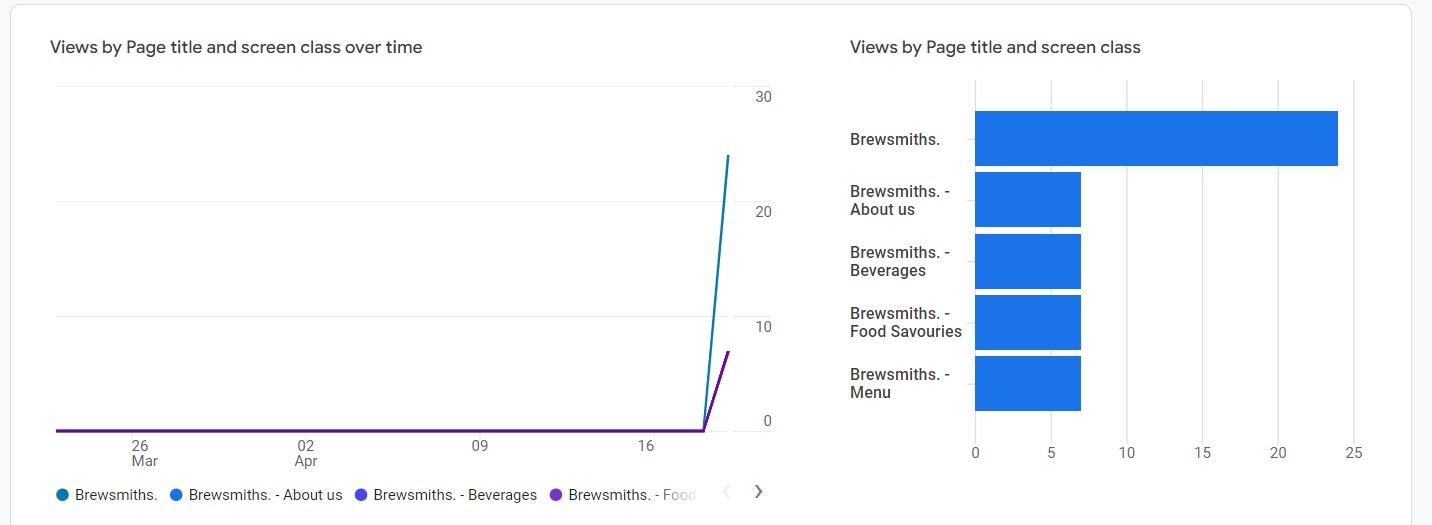 Views by Page title and screen class over time
30
20
10
0
26
Mar
02
Apr
09
16
Brewsmiths.
Brewsmiths. - About us
Brewsmiths. - Beverages
Brewsmiths. - Food
Views by Page title and screen class
Brewsmiths.
Brewsmiths. -
About us
Brewsmiths. -
Beverages
Brewsmiths. -
Food Savouries
Brewsmiths. -
Menu
0
5
10
15
20
25